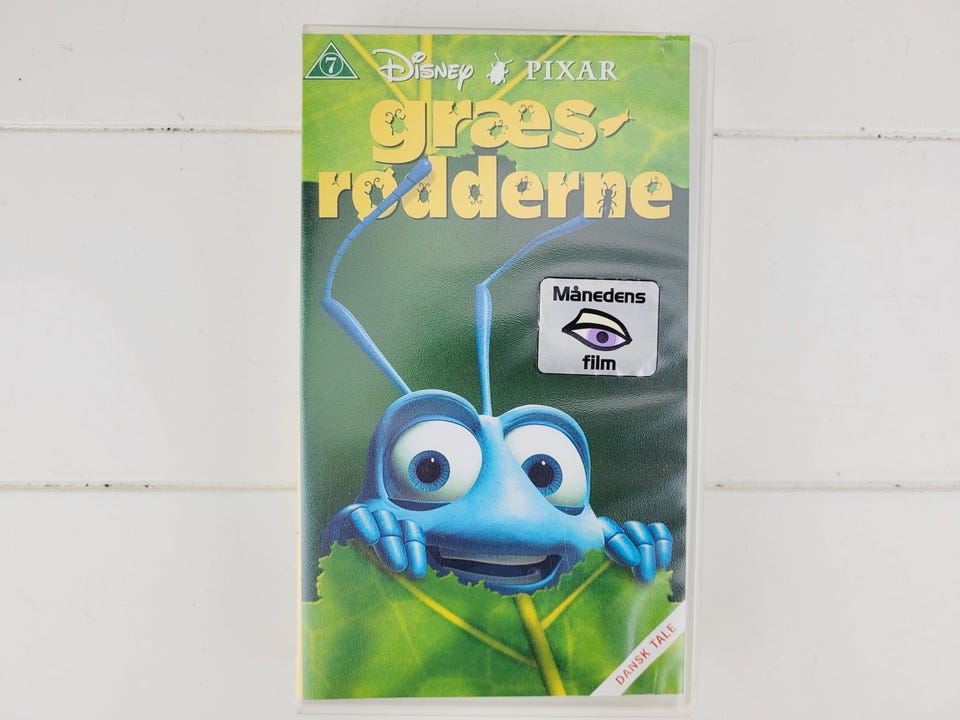 7
Disney PIXAR
græs-
rødderne
Månedens
film
DANSK TALE